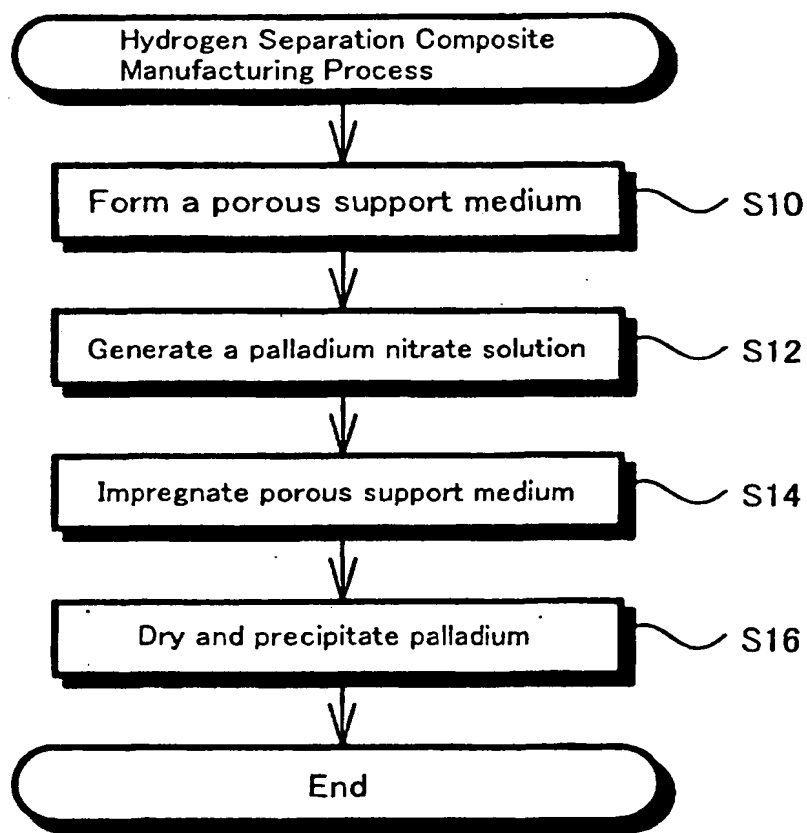 Hydrogen Separation Composite
Manufacturing Process
Form a porous support medium
S10
Generate a palladium nitrate solution
S12
Impregnate porous support medium
S14
Dry and precipitate palladium
S16
End